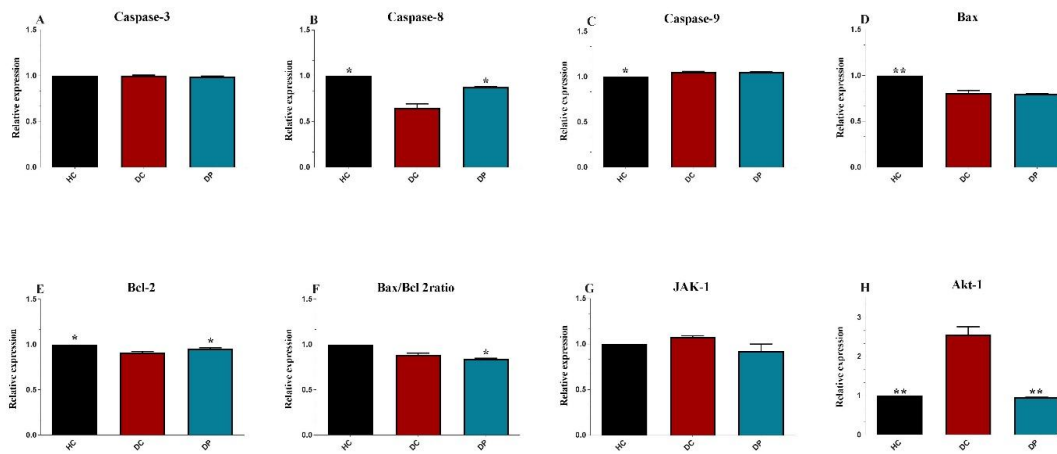 A
Caspase-3
Relative expression
1.5
1.0
0.5
0.0
HC
DC
DP
B
Caspase-8
Relative expression
1.5
1.0
0.5
0.0
*
*
HC
DC
DP
C
Caspase-9
Relative expression
1.5
1.0
0.5
0.0
*
HC
DC
DP
D
Bax
Relative expression
1.5
1.0
0.5
0.0
**
HC
DC
DP
E
Bcl-2
Relative expression
1.5
1.0
0.5
0.0
*
*
HC
DC
DP
F
Bax/Bcl 2ratio
Relative expression
1.5
1.0
0.5
0.0
*
HC
DC
DP
G
JAK-1
Relative expression
1.5
1.0
0.5
0.0
HC
DC
DP
H
Akt-1
Relative expression
3
2
1
0
**
**
HC
DC
DP